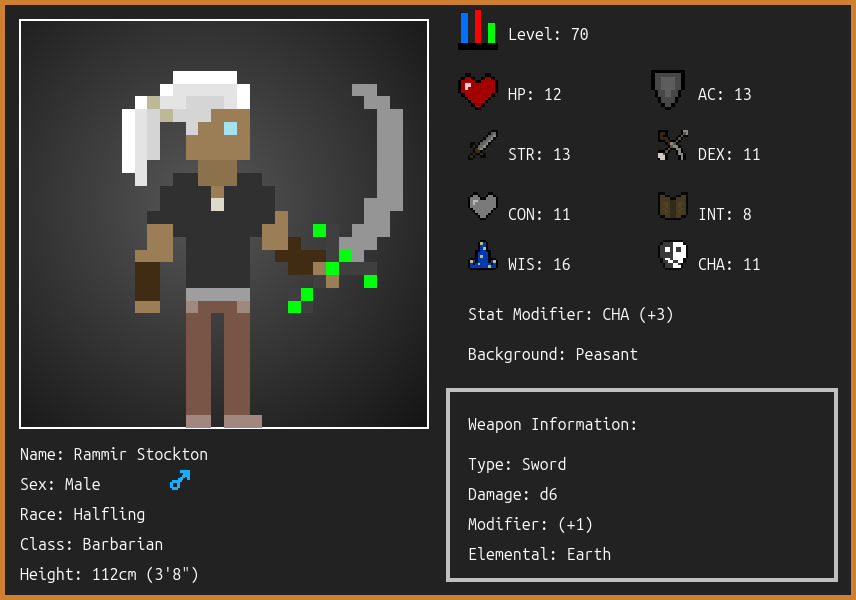 Level: 70
HP: 12
AC: 13
STR: 13
DEX: 11
CON: 11
INT: 8
WIS: 16
CHA: 11
Stat Modifier: CHA (+3)
Background: Peasant
Weapon Information:
Type: Sword
Damage: d6
Modifier: (+1)
Elemental: Earth
Name: Rammir Stockton
Sex: Male
Race: Halfling
Class: Barbarian
Height: 112cm (3'8")